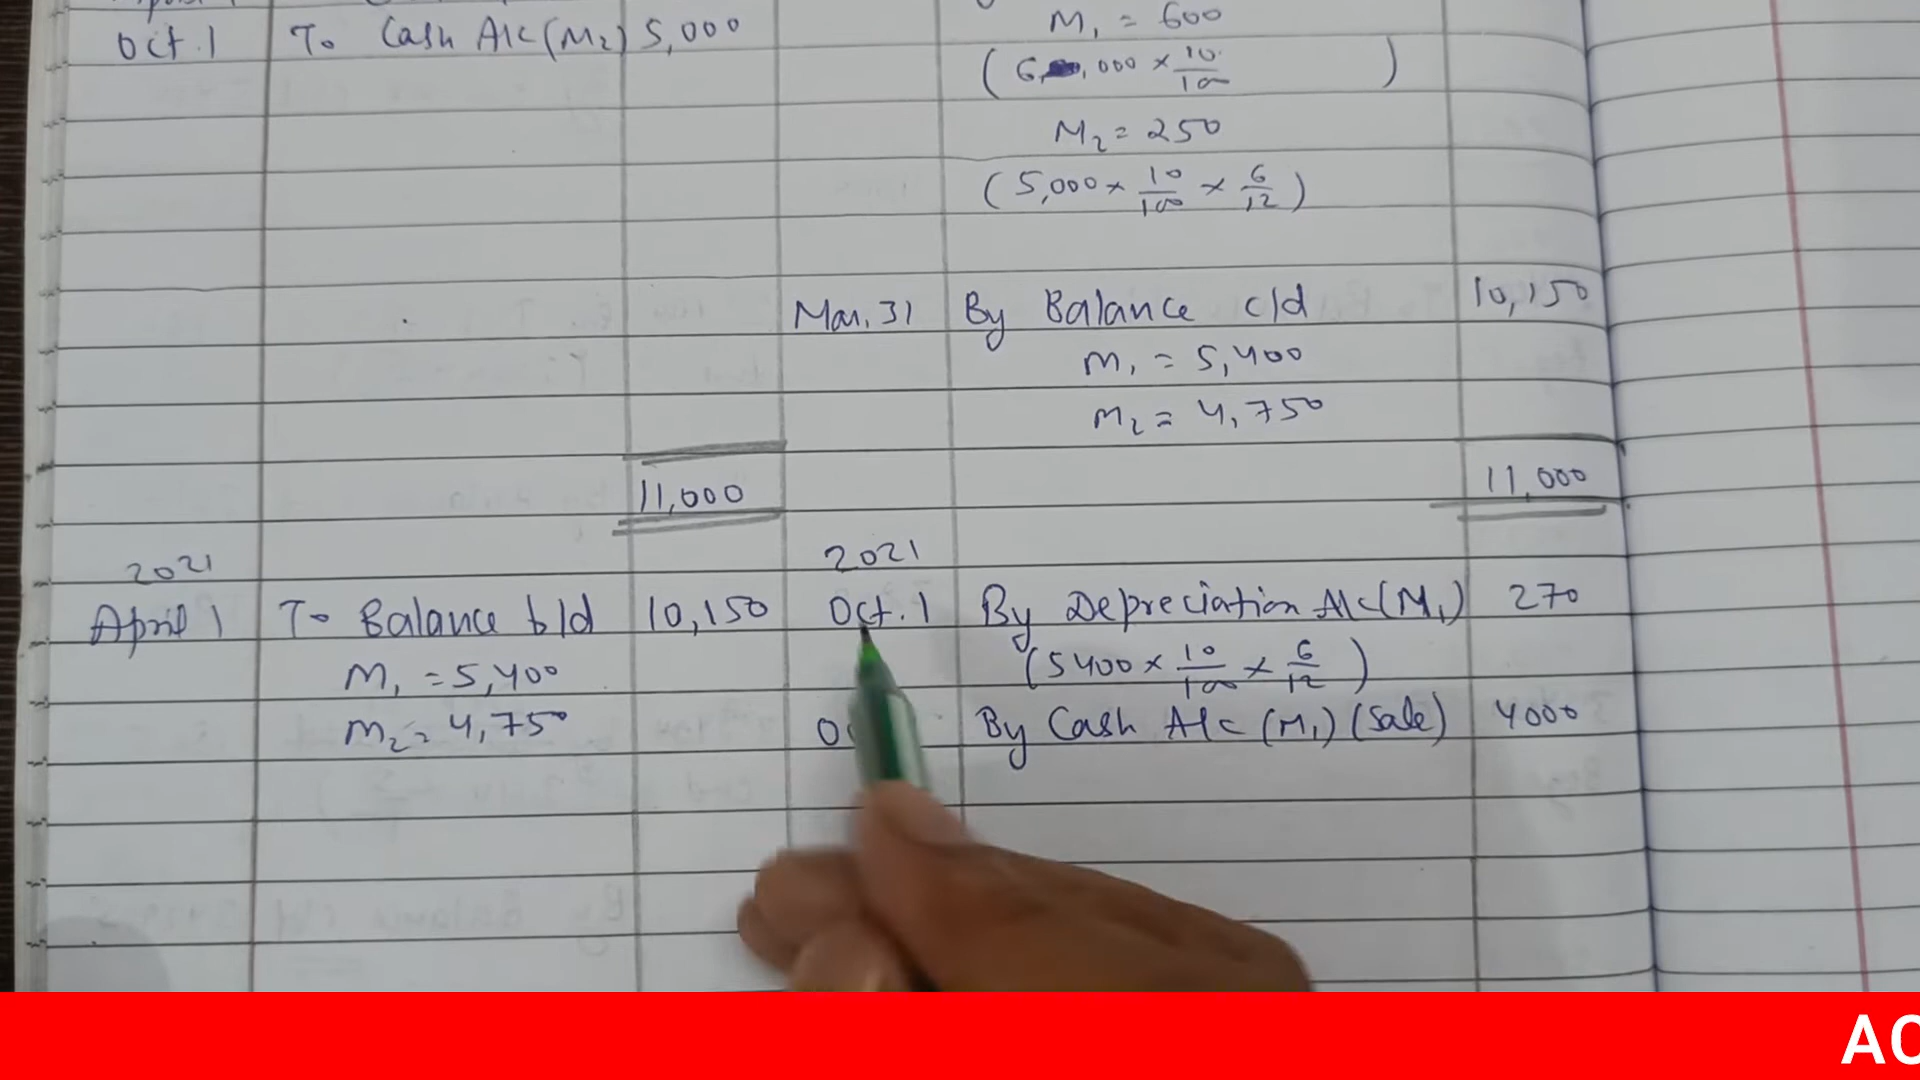 Oct.1 To Cash A/c (M2) 5,000
M1 = 600
(6,000 × 10/100)
M2 = 250
(5,000 × 10/100 × 6/12)
Mar. 31 By Balance c/d 10,150
M1 = 5,400
M2 = 4,750
11,000 11,000
2021 2021
April 1 To Balance b/d 10,150 Oct.1 By Depreciation A/c (M1) 270
M1 = 5,400 (5400 × 10/100 × 6/12)
M2 = 4,750 By Cash A/c (M1) (Sale) 4000
AC